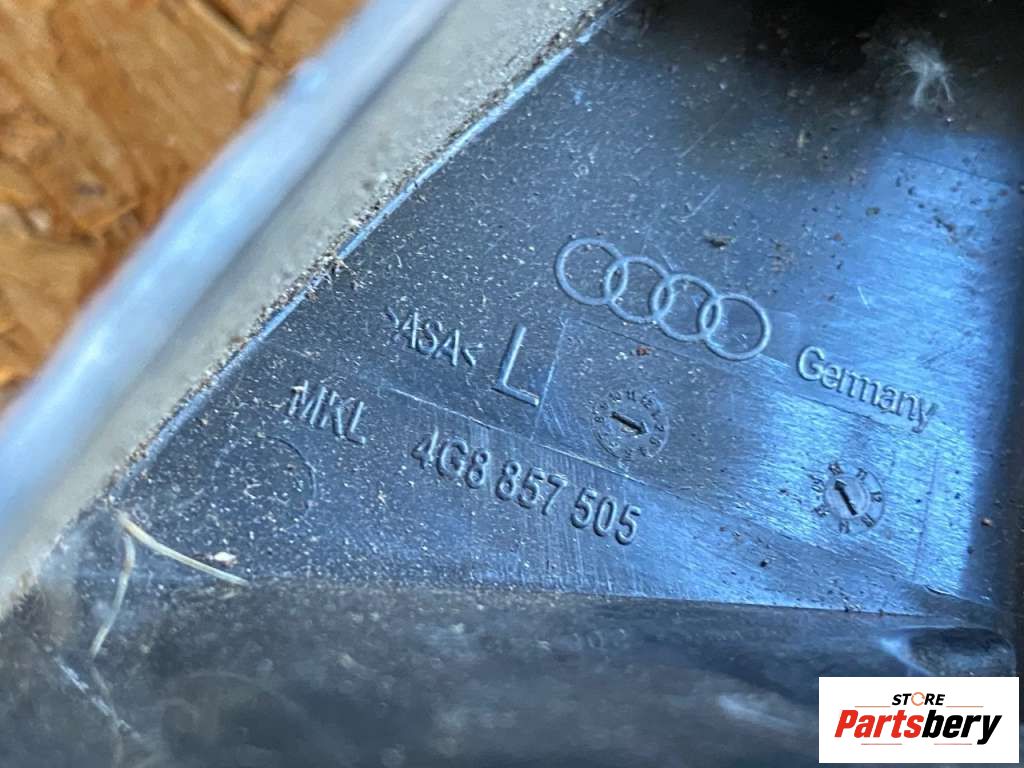 >ASA<
L
Germany
MKL
4G8 857 505
STORE
Partsbery